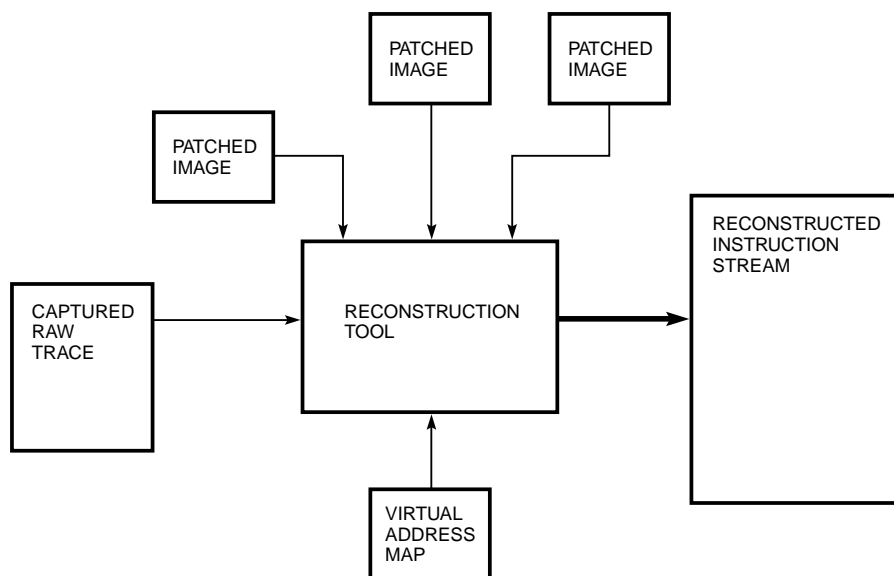 PATCHED
IMAGE
PATCHED
IMAGE
PATCHED
IMAGE
RECONSTRUCTED
INSTRUCTION
STREAM
CAPTURED
RAW
TRACE
RECONSTRUCTION
TOOL
VIRTUAL
ADDRESS
MAP